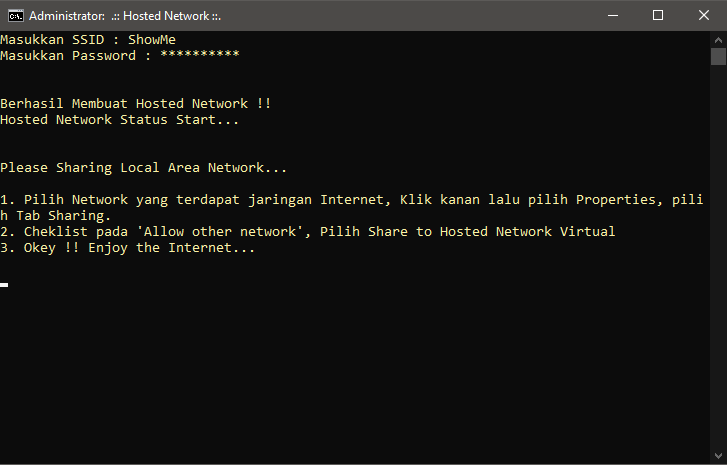 Administrator:  .:: Hosted Network ::.
Masukkan SSID : ShowMe
Masukkan Password : **********
Berhasil Membuat Hosted Network !!
Hosted Network Status Start...
Please Sharing Local Area Network...
1. Pilih Network yang terdapat jaringan Internet, Klik kanan lalu pilih Properties, pili
h Tab Sharing.
2. Cheklist pada 'Allow other network', Pilih Share to Hosted Network Virtual
3. Okey !! Enjoy the Internet...